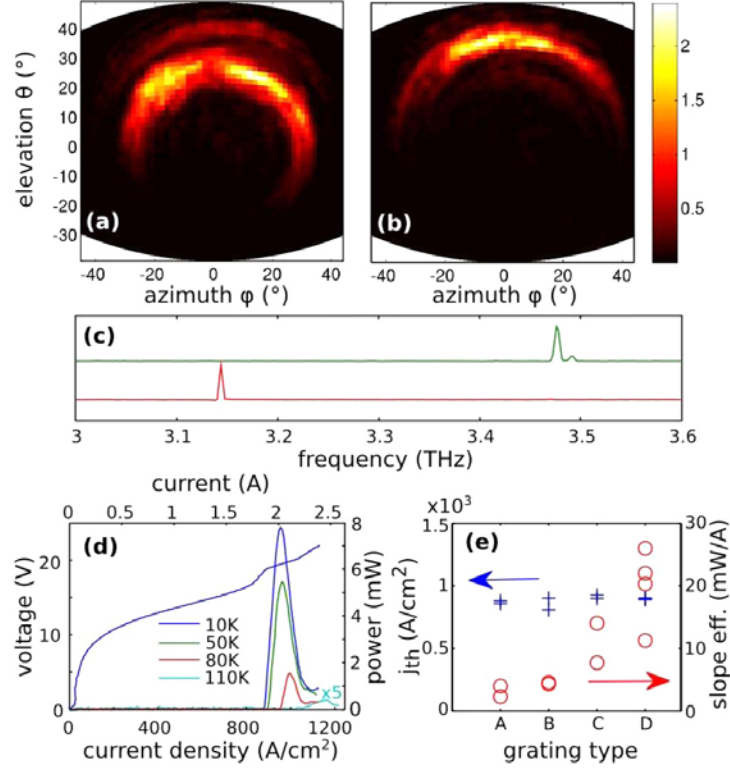 40
30
20
10
0
-10
-20
-30
elevation θ (°)
(a)
(b)
2
1.5
1
0.5
-40 -20 0 20 40
-40 -20 0 20 40
azimuth φ (°)
azimuth φ (°)
(c)
3 3.1 3.2 3.3 3.4 3.5 3.6
frequency (THz)
current (A)
0 0.5 1 1.5 2 2.5
(d)
20
10
0
voltage (V)
8
6
4
2
0
power (mW)
10K
50K
80K
110K
x5
0 400 800 1200
current density (A/cm²)
x10³
(e)
1.5
1
0.5
0
jth (A/cm²)
30
20
10
0
slope eff. (mW/A)
A B C D
grating type